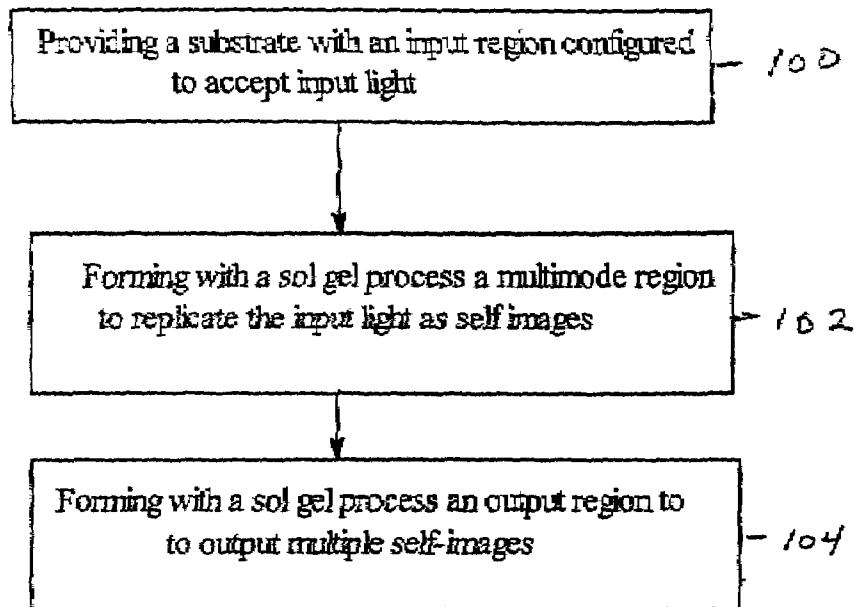 Providing a substrate with an input region configured
to accept input light
100
Forming with a sol gel process a multimode region
to replicate the input light as self images
102
Forming with a sol gel process an output region to
to output multiple self-images
104